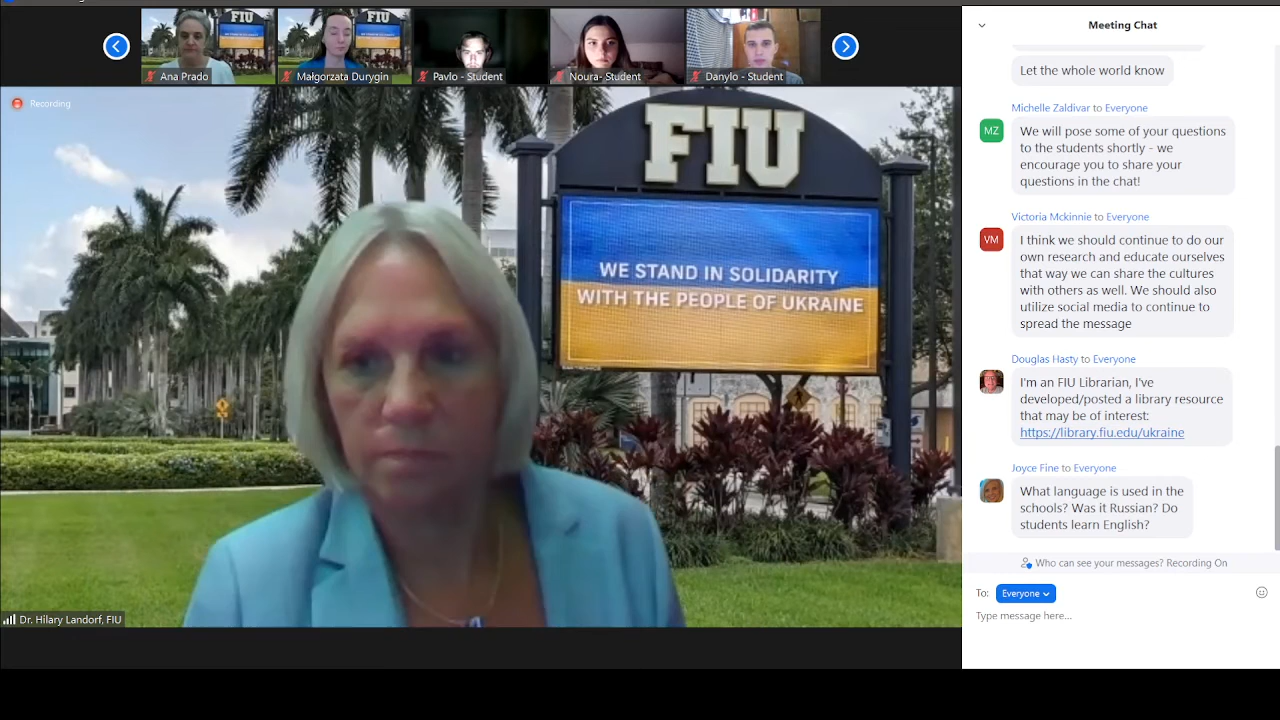 FIU
FIU
Ana Prado
Małgorzata Durygin
Pavlo - Student
Noura- Student
Danylo - Student
Recording
FIU
WE STAND IN SOLIDARITY
WITH THE PEOPLE OF UKRAINE
Dr. Hilary Landorf, FIU
Meeting Chat
Let the whole world know
Michelle Zaldivar to Everyone
MZ
We will pose some of your questions
to the students shortly - we
encourage you to share your
questions in the chat!
Victoria Mckinnie to Everyone
VM
I think we should continue to do our
own research and educate ourselves
that way we can share the cultures
with others as well. We should also
utilize social media to continue to
spread the message
Douglas Hasty to Everyone
I'm an FIU Librarian, I've
developed/posted a library resource
that may be of interest:
https://library.fiu.edu/ukraine
Joyce Fine to Everyone
What language is used in the
schools? Was it Russian? Do
students learn English?
Who can see your messages? Recording On
To: Everyone
Type message here...